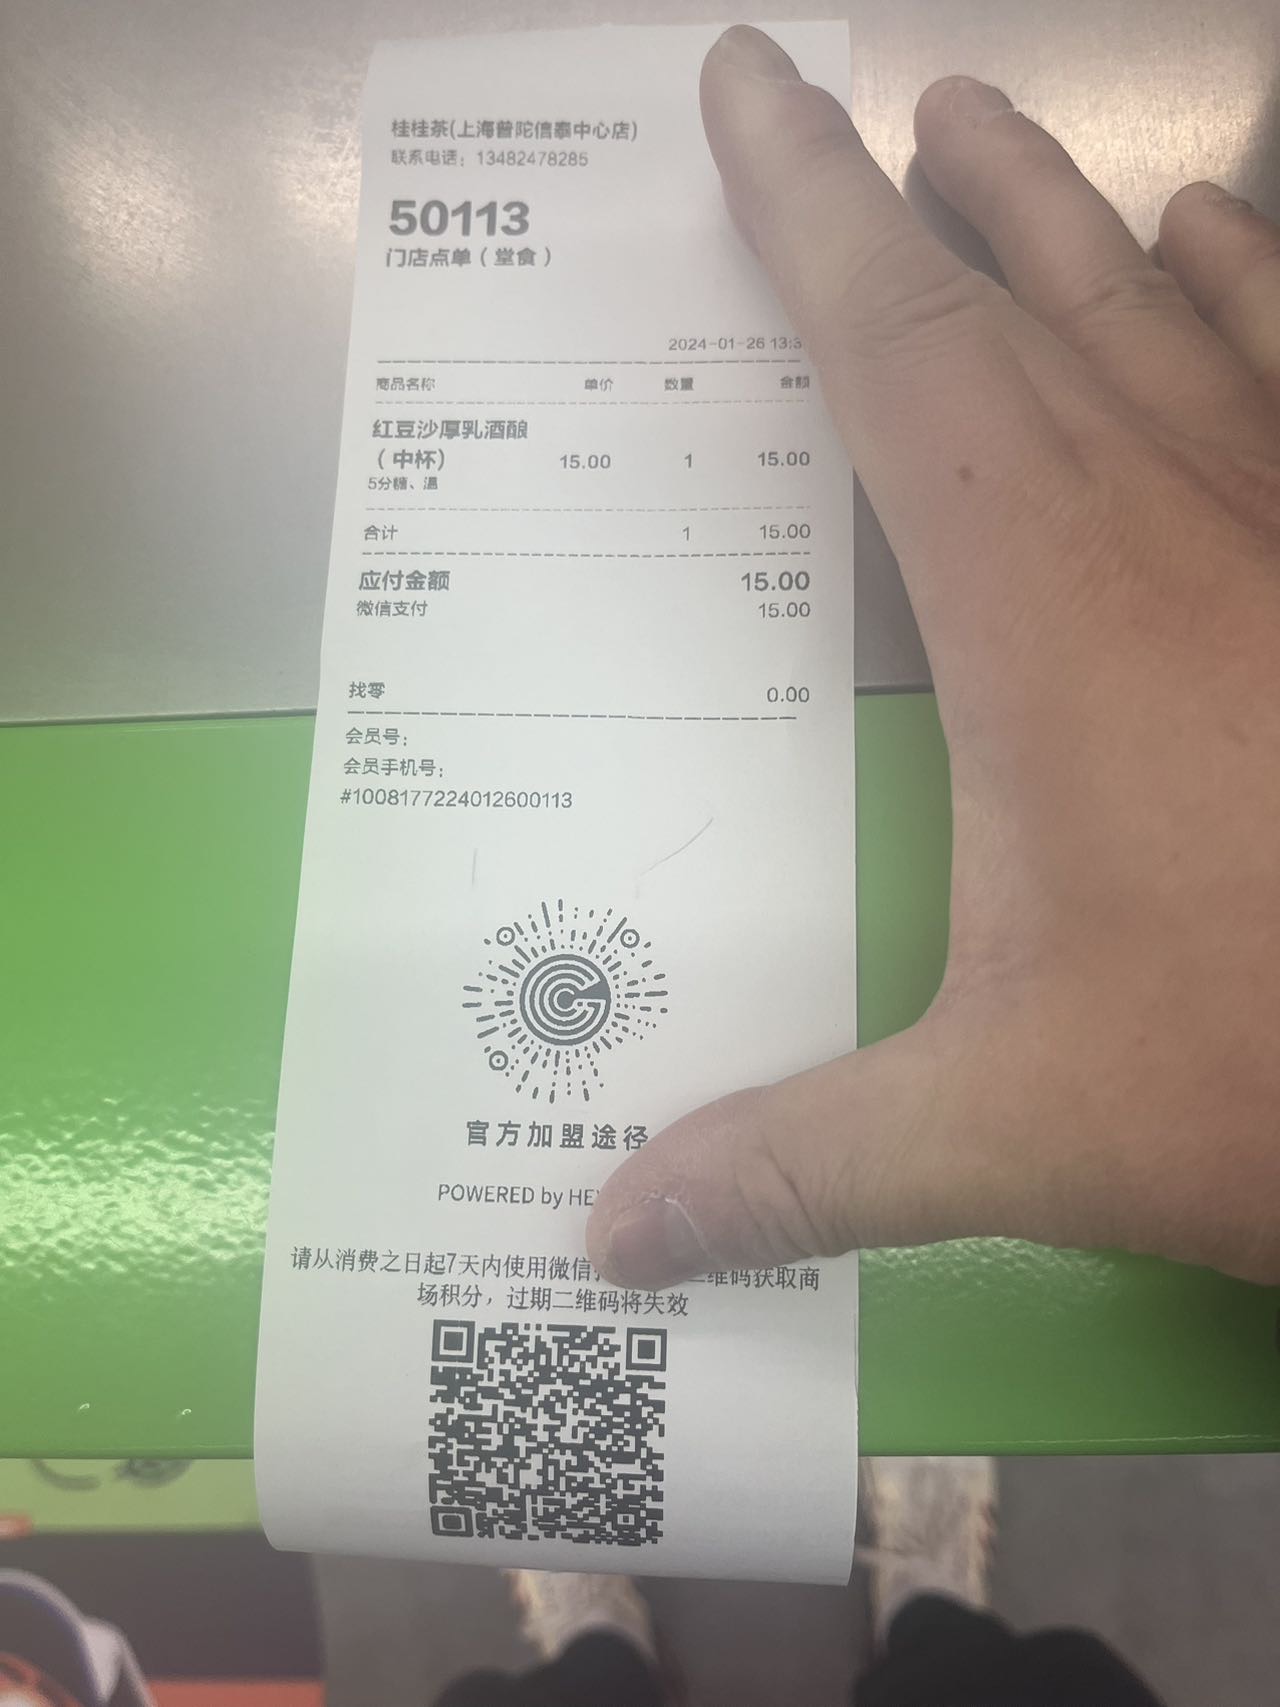 桂桂茶(上海普陀信泰中心店)
联系电话：13482478285
50113
门店点单（堂食）
2024-01-26 13:3
商品名称 单价 数量 金额
红豆沙厚乳酒酿
（中杯） 15.00 1 15.00
5分糖、温
合计 1 15.00
应付金额 15.00
微信支付 15.00
找零 0.00
会员号：
会员手机号：
#1008177224012600113
官方加盟途径
POWERED by HEY
请从消费之日起7天内使用微信 二维码获取商
场积分，过期二维码将失效